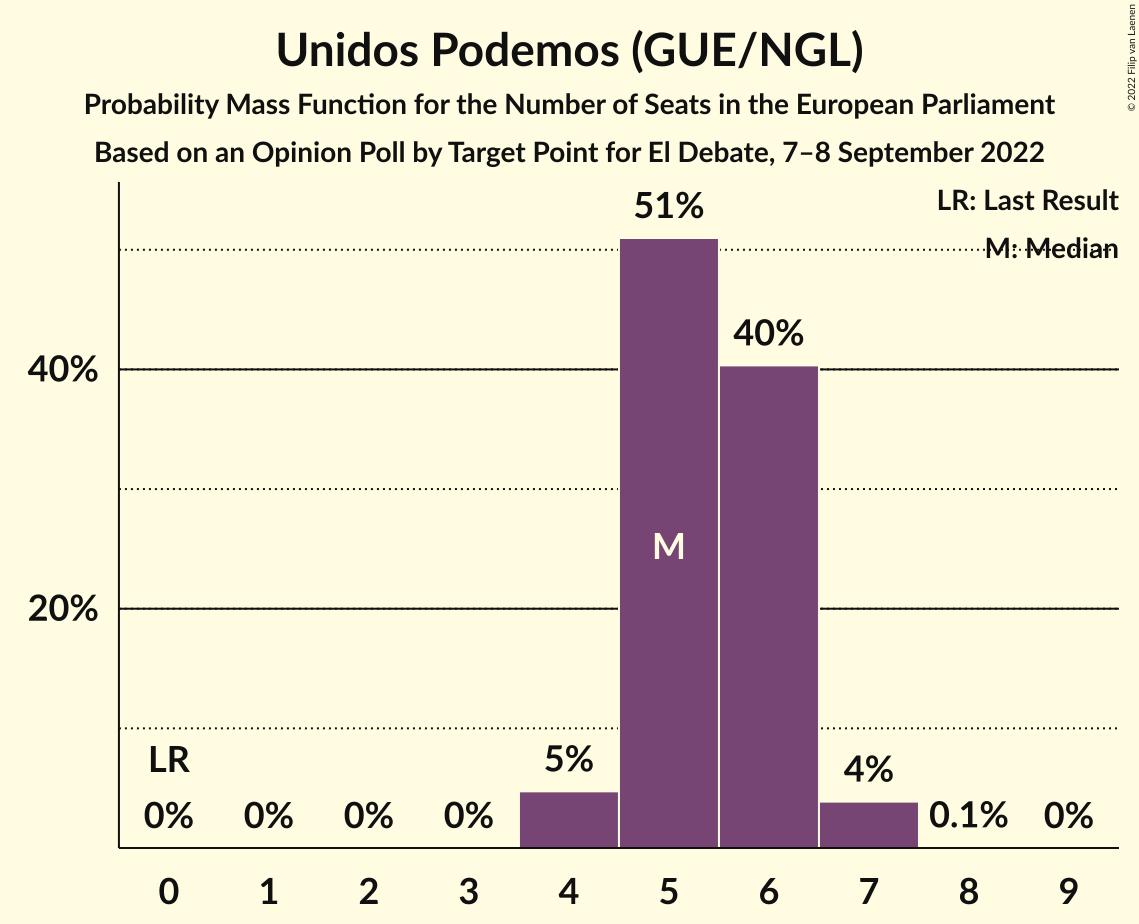 Unidos Podemos (GUE/NGL)
Probability Mass Function for the Number of Seats in the European Parliament
Based on an Opinion Poll by Target Point for El Debate, 7–8 September 2022
© 2022 Filip van Laenen
LR: Last Result
M: Median
51%
40%
40%
M
20%
LR
5%
4%
0% 0% 0% 0% 0.1% 0%
0 1 2 3 4 5 6 7 8 9